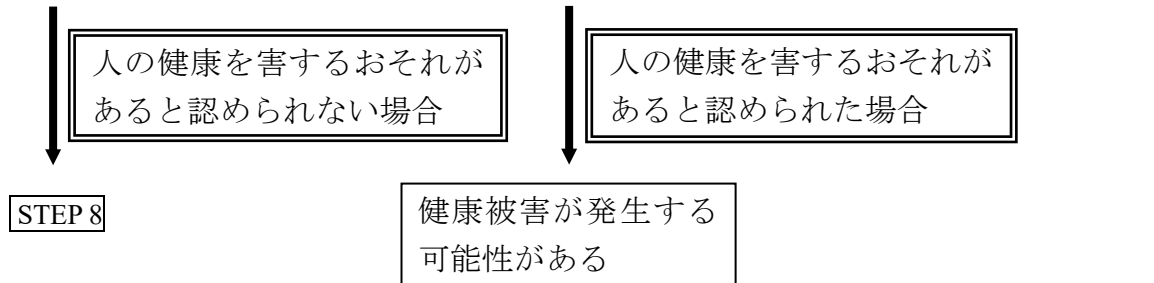 人の健康を害するおそれが
あると認められない場合
人の健康を害するおそれが
あると認められた場合
STEP 8
健康被害が発生する
可能性がある